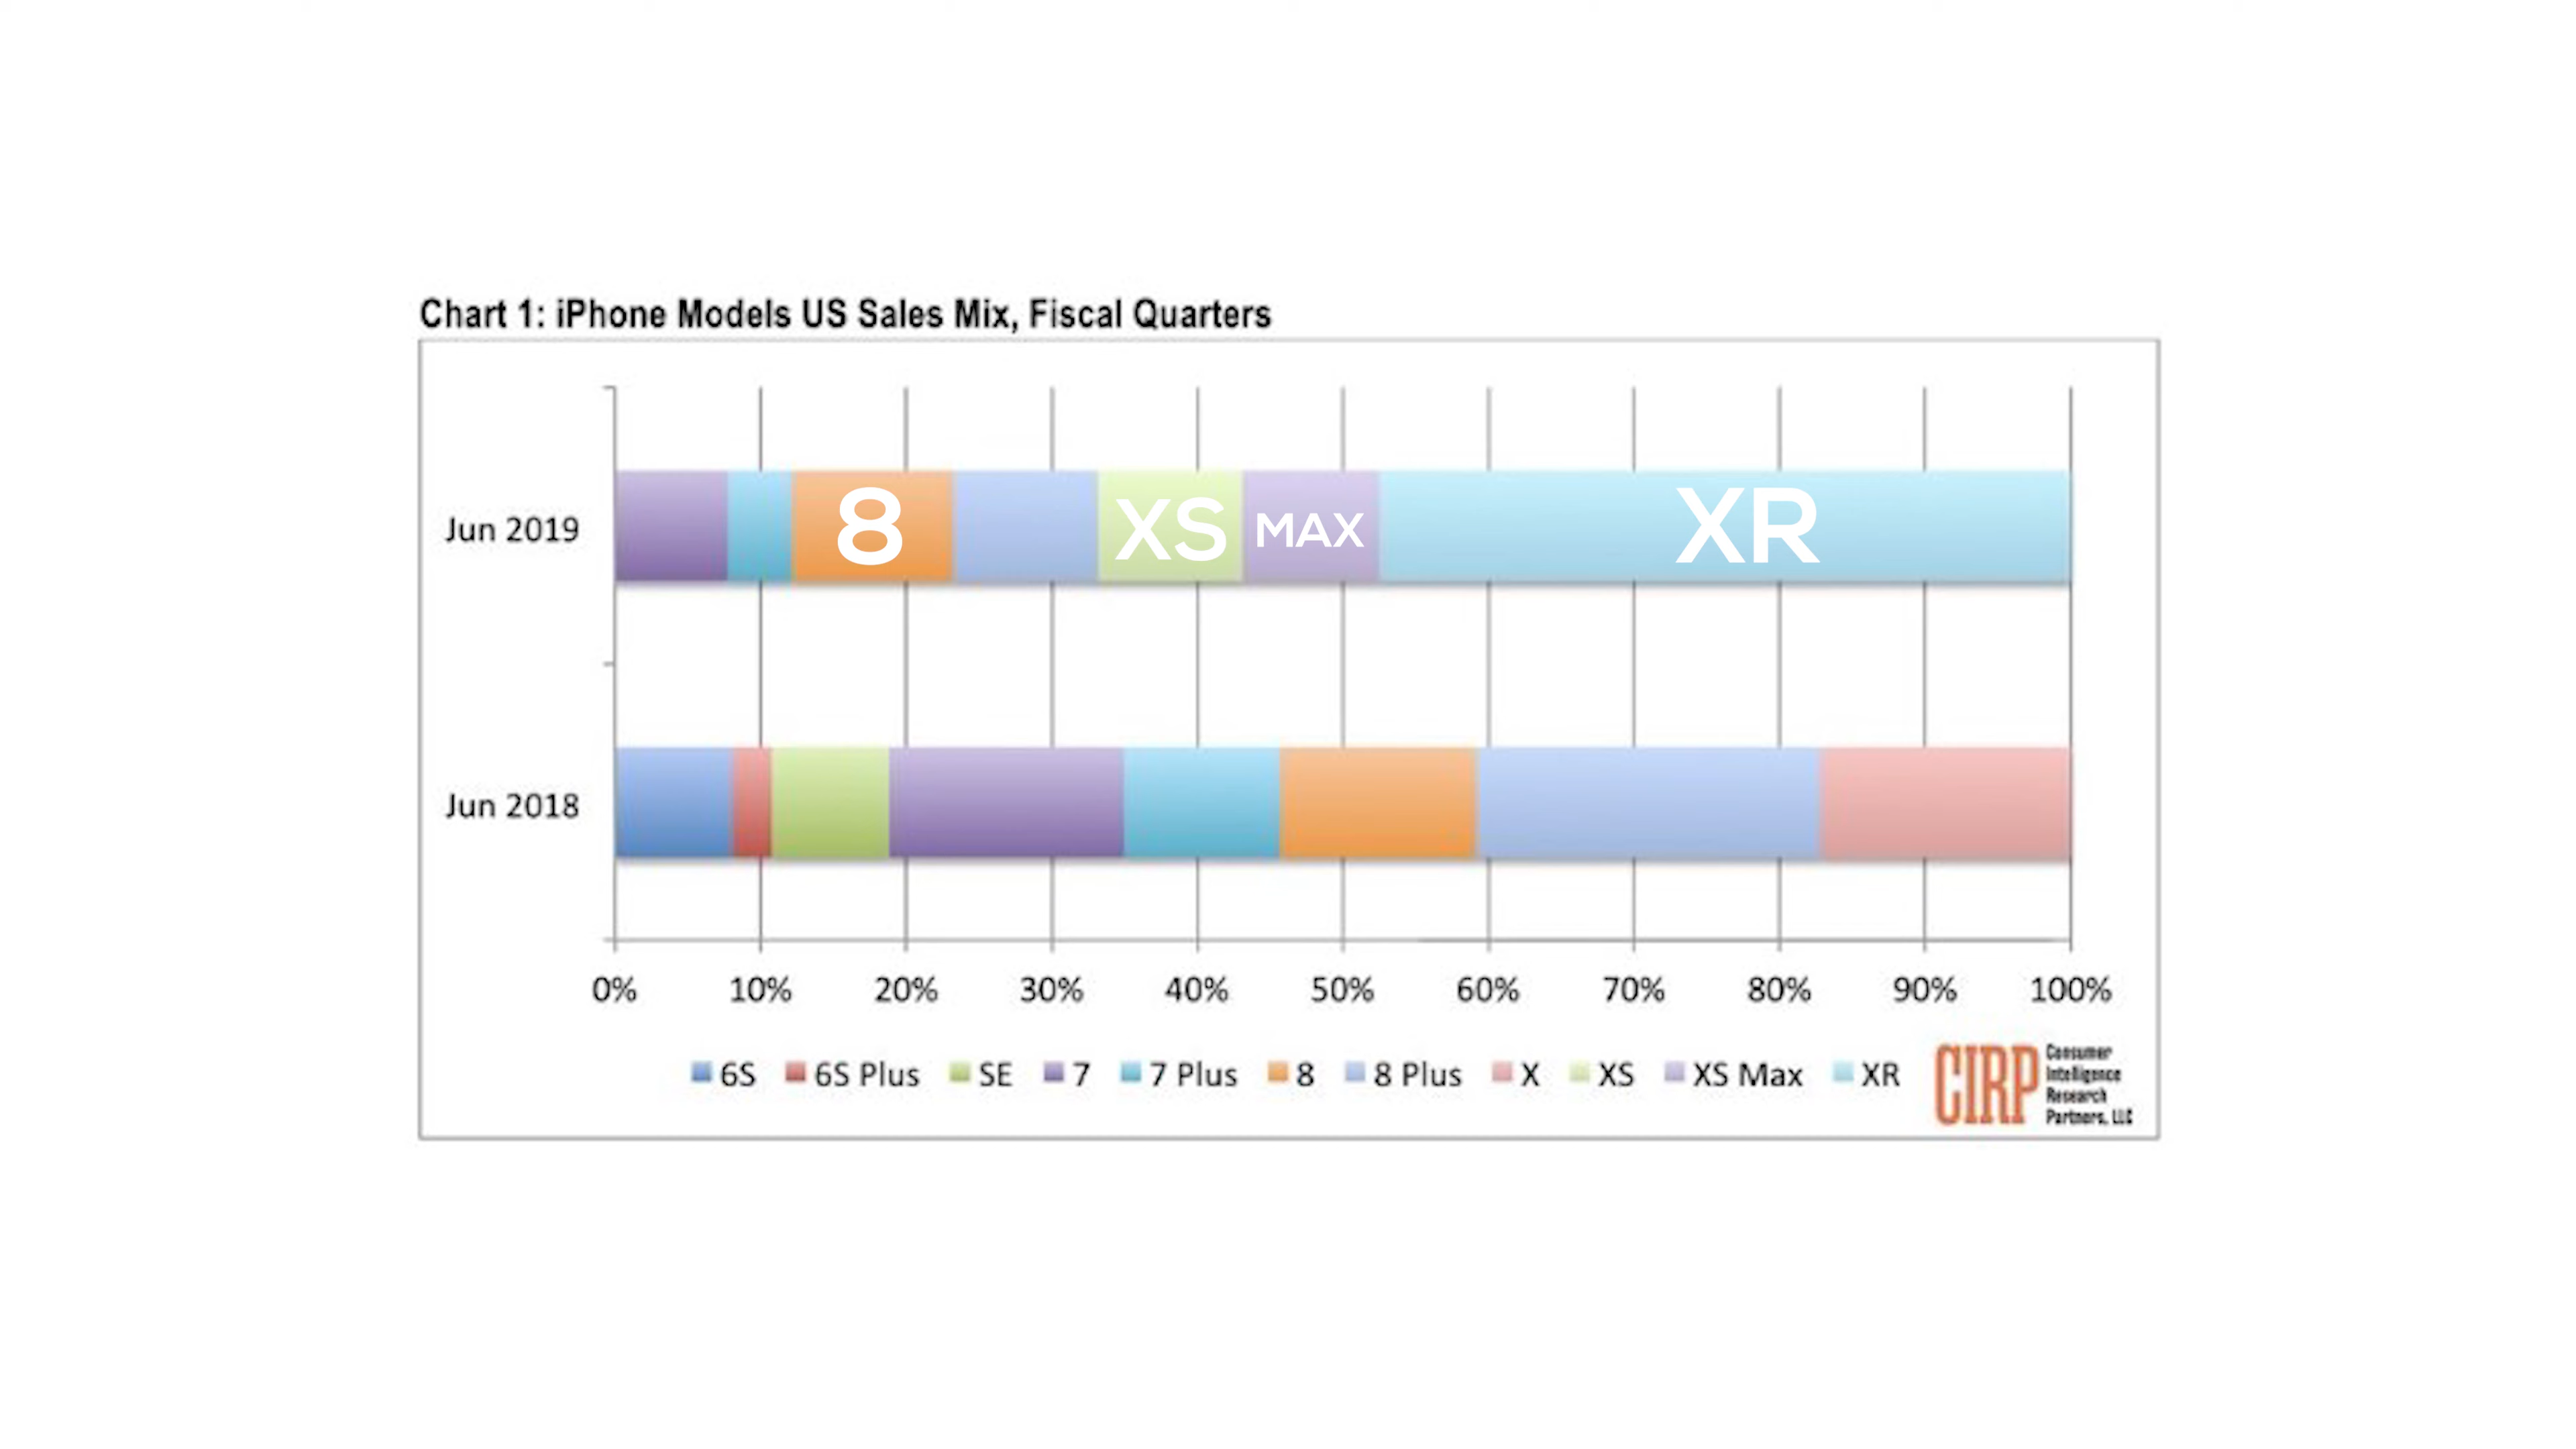 Chart 1: iPhone Models US Sales Mix, Fiscal Quarters
Jun 2019
8
XS
MAX
XR
Jun 2018
0% 10% 20% 30% 40% 50% 60% 70% 80% 90% 100%
6S 6S Plus SE 7 7 Plus 8 8 Plus X XS XS Max XR
CIRP
Consumer
Intelligence
Research
Partners, LLC